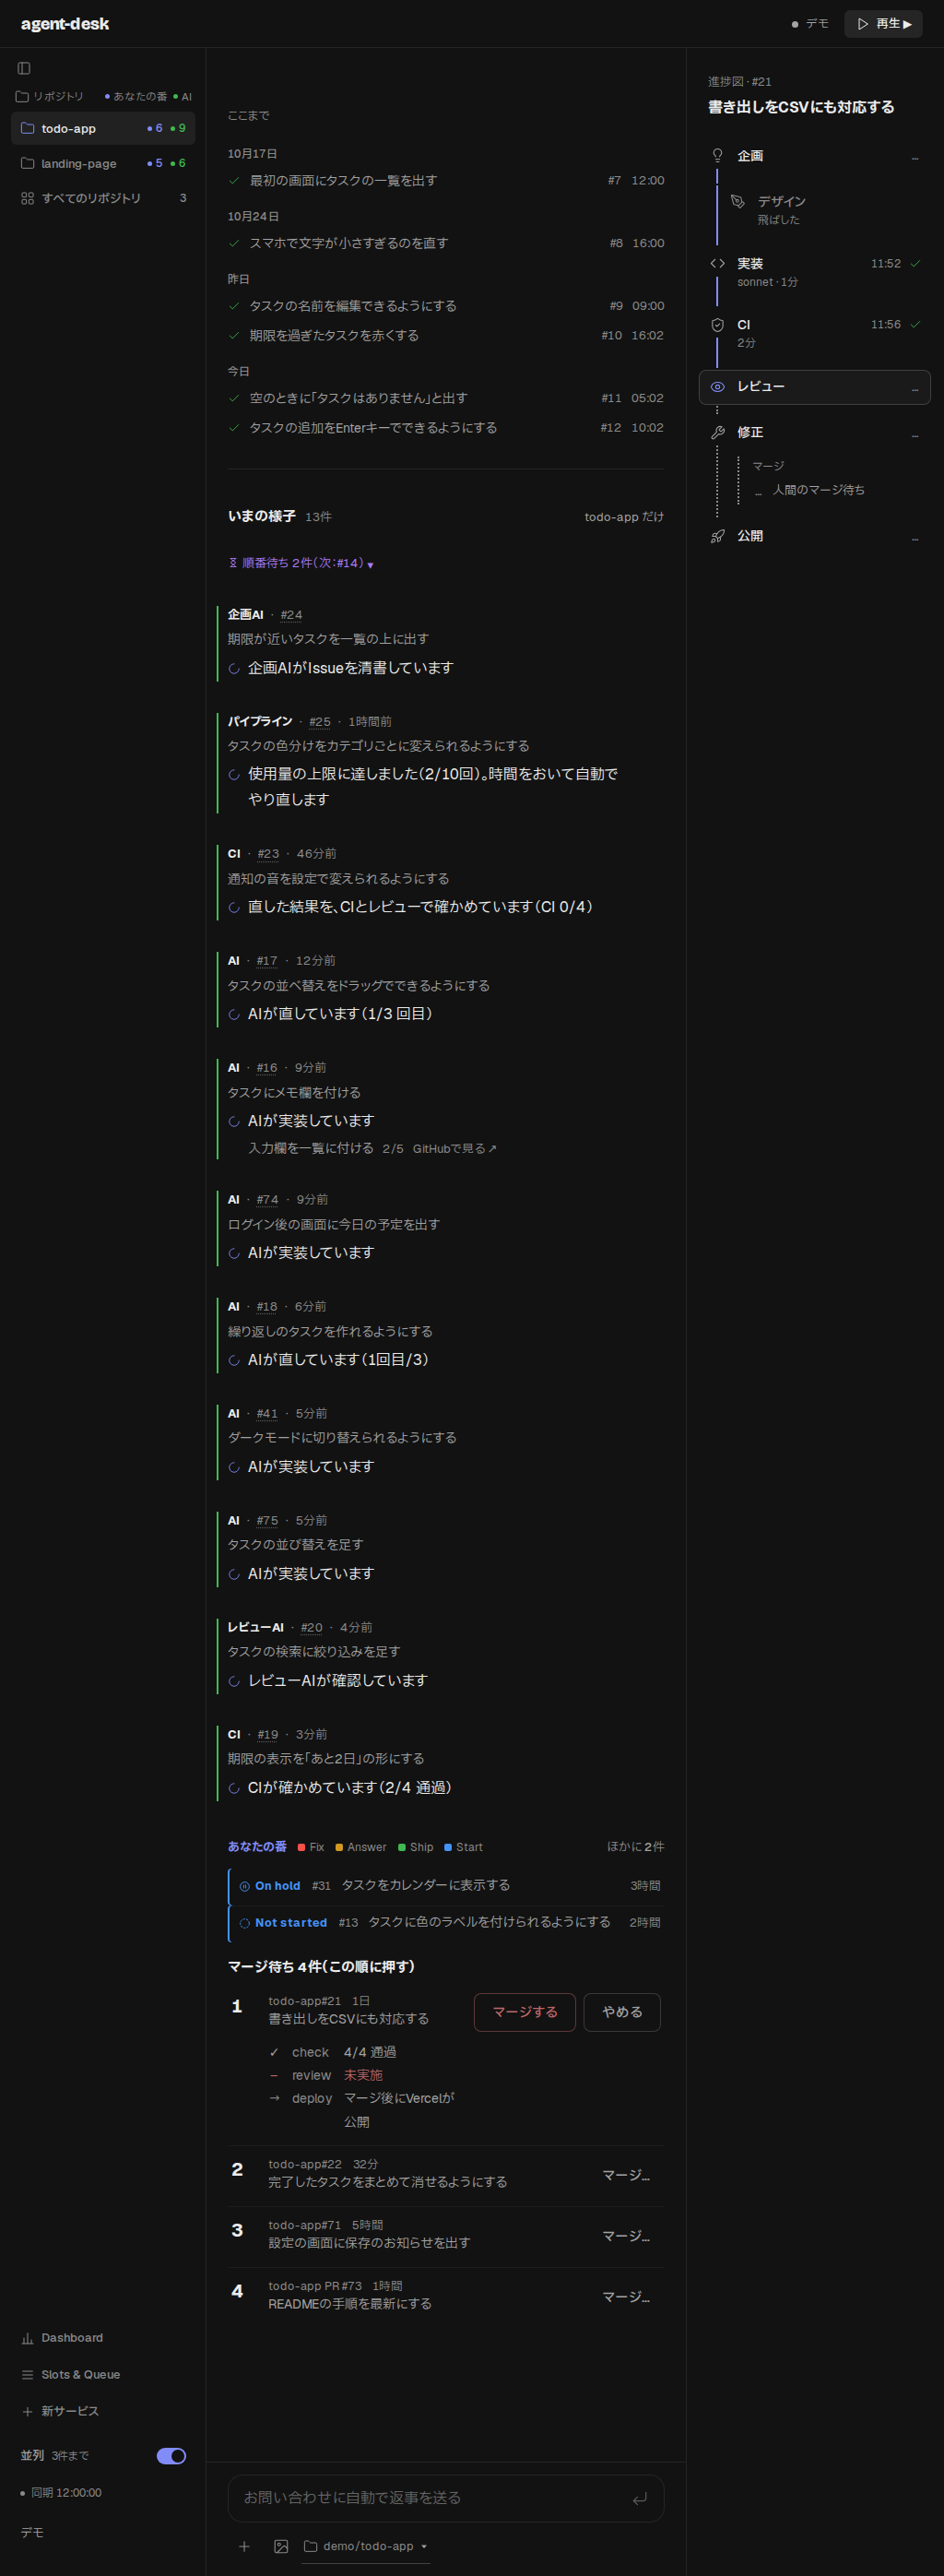 agent-desk
デモ
再生 ▶
リポジトリ
あなたの番
AI
todo-app
6
9
landing-page
5
6
すべてのリポジトリ
3
ここまで
10月17日
最初の画面にタスクの一覧を出す #7 12:00
10月24日
スマホで文字が小さすぎるのを直す #8 16:00
昨日
タスクの名前を編集できるようにする #9 09:00
期限を過ぎたタスクを赤くする #10 16:02
今日
空のときに「タスクはありません」と出す #11 05:02
タスクの追加をEnterキーでできるようにする #12 10:02
いまの様子 13件
todo-app だけ
順番待ち 2件（次：#14） ▾
企画AI · #24
期限が近いタスクを一覧の上に出す
企画AIがIssueを清書しています
パイプライン · #25 · 1時間前
タスクの色分けをカテゴリごとに変えられるようにする
使用量の上限に達しました（2/10回）。時間をおいて自動で
やり直します
CI · #23 · 46分前
通知の音を設定で変えられるようにする
直した結果を、CIとレビューで確かめています（CI 0/4）
AI · #17 · 12分前
タスクの並べ替えをドラッグでできるようにする
AIが直しています（1/3 回目）
AI · #16 · 9分前
タスクにメモ欄を付ける
AIが実装しています
入力欄を一覧に付ける 2/5 GitHubで見る ↗
AI · #74 · 9分前
ログイン後の画面に今日の予定を出す
AIが実装しています
AI · #18 · 6分前
繰り返しのタスクを作れるようにする
AIが直しています（1回目/3）
AI · #41 · 5分前
ダークモードに切り替えられるようにする
AIが実装しています
AI · #75 · 5分前
タスクの並び替えを足す
AIが実装しています
レビューAI · #20 · 4分前
タスクの検索に絞り込みを足す
レビューAIが確認しています
CI · #19 · 3分前
期限の表示を「あと2日」の形にする
CIが確かめています（2/4 通過）
あなたの番 Fix Answer Ship Start
ほかに 2 件
On hold #31 タスクをカレンダーに表示する 3時間
Not started #13 タスクに色のラベルを付けられるようにする 2時間
マージ待ち 4件（この順に押す）
1
todo-app#21 1日
書き出しをCSVにも対応する
マージする
やめる
✓ check 4/4 通過
– review 未実施
→ deploy マージ後にVercelが
公開
2
todo-app#22 32分
完了したタスクをまとめて消せるようにする
マージ…
3
todo-app#71 5時間
設定の画面に保存のお知らせを出す
マージ…
4
todo-app PR #73 1時間
READMEの手順を最新にする
マージ…
お問い合わせに自動で返事を送る
demo/todo-app ▾
Dashboard
Slots & Queue
新サービス
並列 3件まで
同期 12:00:00
デモ
進捗図 · #21
書き出しをCSVにも対応する
企画 …
デザイン
飛ばした
実装 11:52
sonnet · 1分
CI 11:56
2分
レビュー …
修正 …
マージ
… 人間のマージ待ち
公開 …